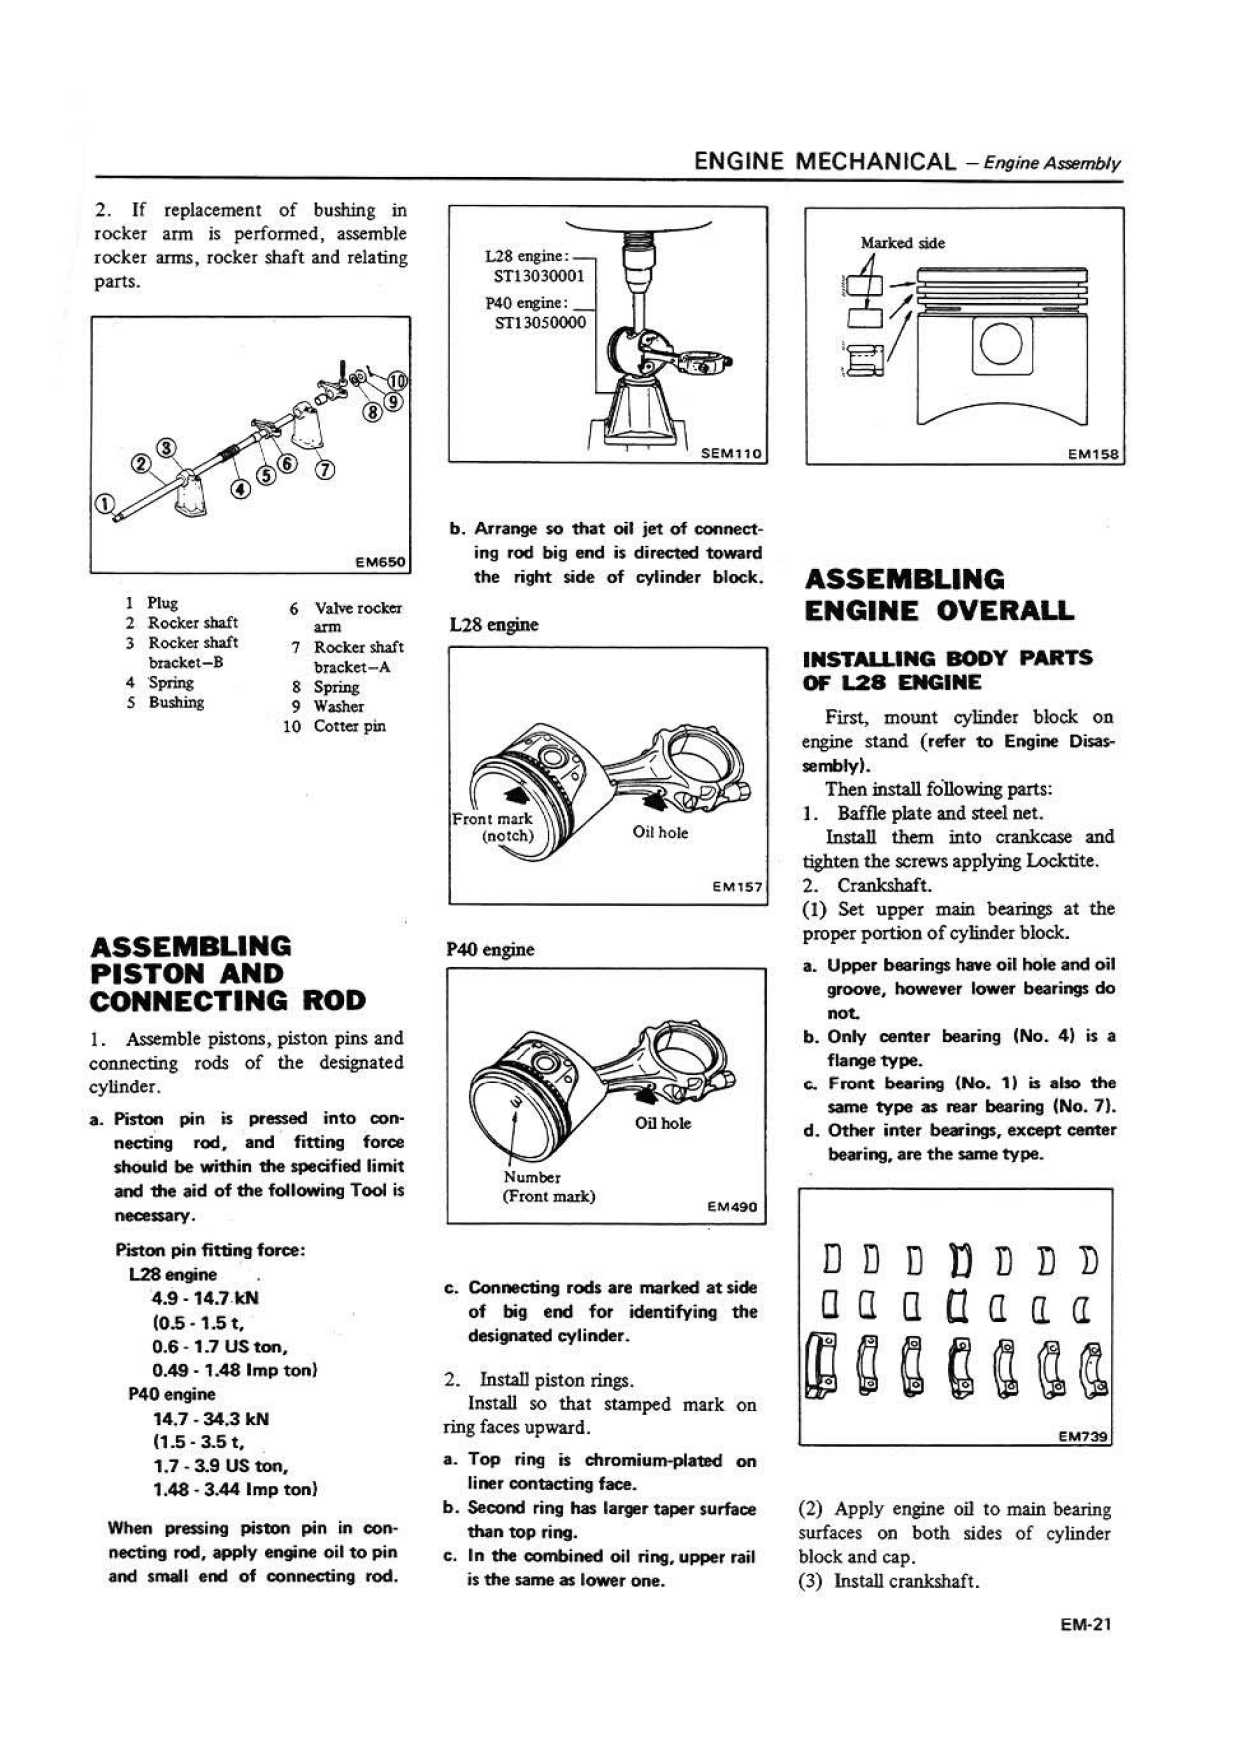 ENGINE MECHANICAL – Engine Assembly
2. If replacement of bushing in
rocker arm is performed, assemble
rocker arms, rocker shaft and relating
parts.
1
2
3
4
5
6
7
8
9
10
EM650
1 Plug
2 Rocker shaft
3 Rocker shaft
bracket–B
4 Spring
5 Bushing
6 Valve rocker
arm
7 Rocker shaft
bracket–A
8 Spring
9 Washer
10 Cotter pin
ASSEMBLING
PISTON AND
CONNECTING ROD
1. Assemble pistons, piston pins and
connecting rods of the designated
cylinder.
a. Piston pin is pressed into con-
necting rod, and fitting force
should be within the specified limit
and the aid of the following Tool is
necessary.
Piston pin fitting force:
L28 engine
4.9 - 14.7 kN
(0.5 - 1.5 t,
0.6 - 1.7 US ton,
0.49 - 1.48 Imp ton)
P40 engine
14.7 - 34.3 kN
(1.5 - 3.5 t,
1.7 - 3.9 US ton,
1.48 - 3.44 Imp ton)
When pressing piston pin in con-
necting rod, apply engine oil to pin
and small end of connecting rod.
L28 engine:
ST13030001
P40 engine:
ST13050000
SEM110
b. Arrange so that oil jet of connect-
ing rod big end is directed toward
the right side of cylinder block.
L28 engine
Front mark
(notch)
Oil hole
EM157
P40 engine
3
Oil hole
Number
(Front mark)
EM490
c. Connecting rods are marked at side
of big end for identifying the
designated cylinder.
2. Install piston rings.
Install so that stamped mark on
ring faces upward.
a. Top ring is chromium-plated on
liner contacting face.
b. Second ring has larger taper surface
than top ring.
c. In the combined oil ring, upper rail
is the same as lower one.
Marked side
EM158
ASSEMBLING
ENGINE OVERALL
INSTALLING BODY PARTS
OF L28 ENGINE
First, mount cylinder block on
engine stand (refer to Engine Disas-
sembly).
Then install following parts:
1. Baffle plate and steel net.
Install them into crankcase and
tighten the screws applying Locktite.
2. Crankshaft.
(1) Set upper main bearings at the
proper portion of cylinder block.
a. Upper bearings have oil hole and oil
groove, however lower bearings do
not.
b. Only center bearing (No. 4) is a
flange type.
c. Front bearing (No. 1) is also the
same type as rear bearing (No. 7).
d. Other inter bearings, except center
bearing, are the same type.
EM739
(2) Apply engine oil to main bearing
surfaces on both sides of cylinder
block and cap.
(3) Install crankshaft.
EM-21